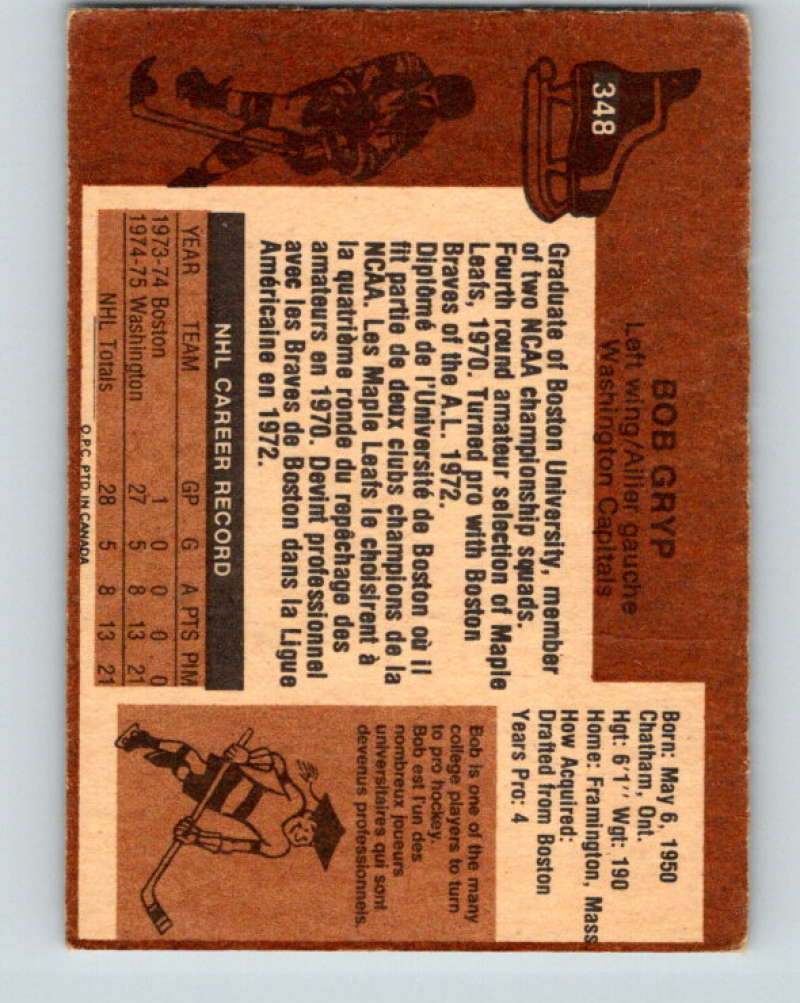 348
BOB GRYP
Left wing/Ailier gauche
Washington Capitals
Born: May 6, 1950
Chatham, Ont.
Hgt: 6'1'' Wgt: 190
Home: Framington, Mass
How Acquired:
Drafted from Boston
Years Pro: 4
Graduate of Boston University, member
of two NCAA championship squads.
Fourth round amateur selection of Maple
Leafs, 1970. Turned pro with Boston
Braves of the A.L. 1972.
Diplômé de l'Université de Boston où il
fit partie de deux clubs champions de la
NCAA. Les Maple Leafs le choisirent à
la quatrième ronde du repêchage des
amateurs en 1970. Devint professionnel
avec les Braves de Boston dans la Ligue
Américaine en 1972.
NHL CAREER RECORD
YEAR TEAM GP G A PTS PIM
1973-74 Boston 1 0 0 0 0
1974-75 Washington 27 5 8 13 21
NHL Totals 28 5 8 13 21
O.P.C. PTD. IN CANADA
Bob is one of the many
college players to turn
to pro hockey.
Bob est l'un des
nombreux joueurs
universitaires qui sont
devenus professionnels.